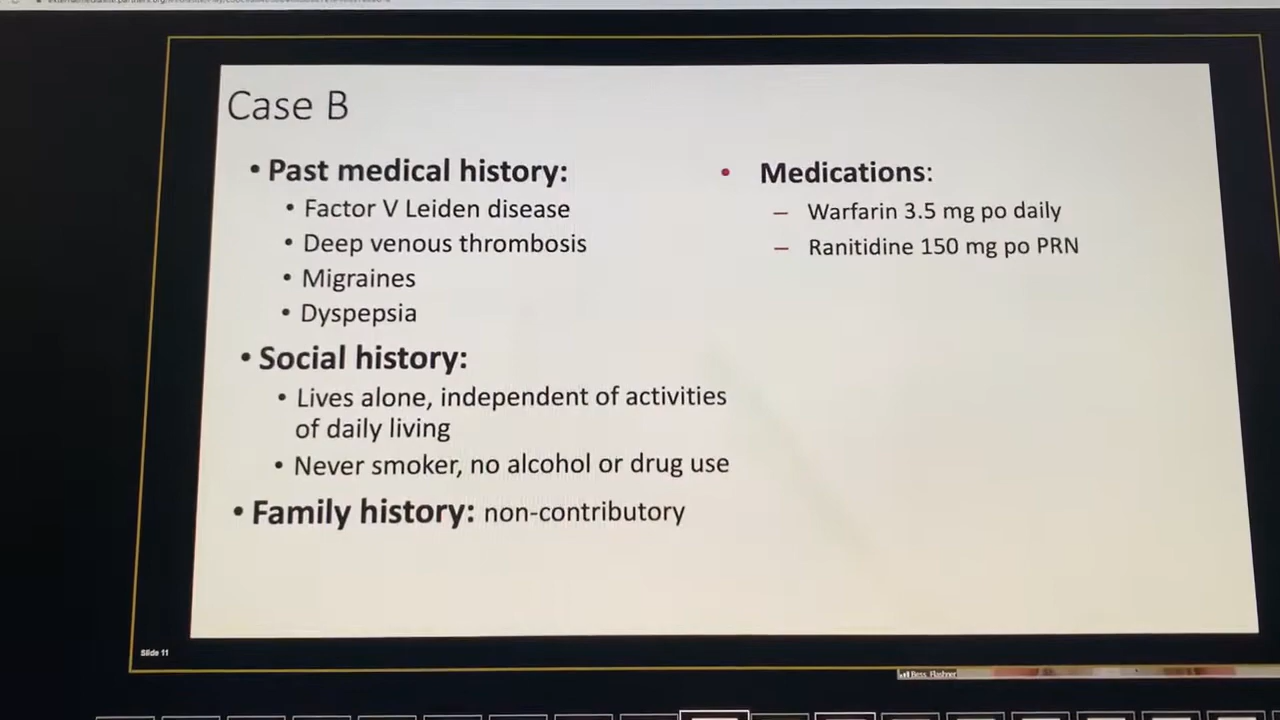 Case B
• Past medical history:
• Factor V Leiden disease
• Deep venous thrombosis
• Migraines
• Dyspepsia
• Social history:
• Lives alone, independent of activities
of daily living
• Never smoker, no alcohol or drug use
• Family history: non-contributory
• Medications:
– Warfarin 3.5 mg po daily
– Ranitidine 150 mg po PRN
Slide 11